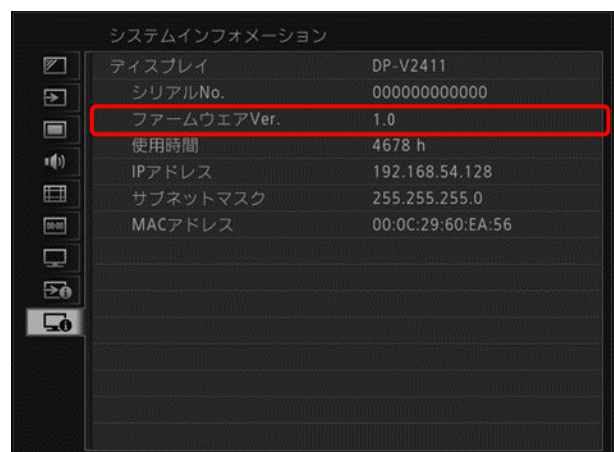 システムインフォメーション
ディスプレイ DP-V2411
シリアルNo. 000000000000
ファームウエアVer. 1.0
使用時間 4678 h
IPアドレス 192.168.54.128
サブネットマスク 255.255.255.0
MACアドレス 00:0C:29:60:EA:56
00:00